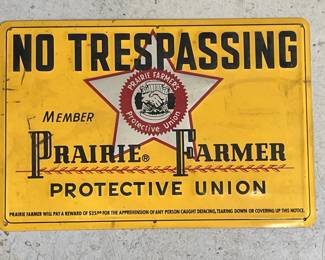 NO TRESPASSING
PRAIRIE FARMER'S
Protective Union
MEMBER
PRAIRIE® FARMER
PROTECTIVE UNION
PRAIRIE FARMER WILL PAY A REWARD OF $25.00 FOR THE APPREHENSION OF ANY PERSON CAUGHT DEFACING, TEARING DOWN OR COVERING UP THIS NOTICE.